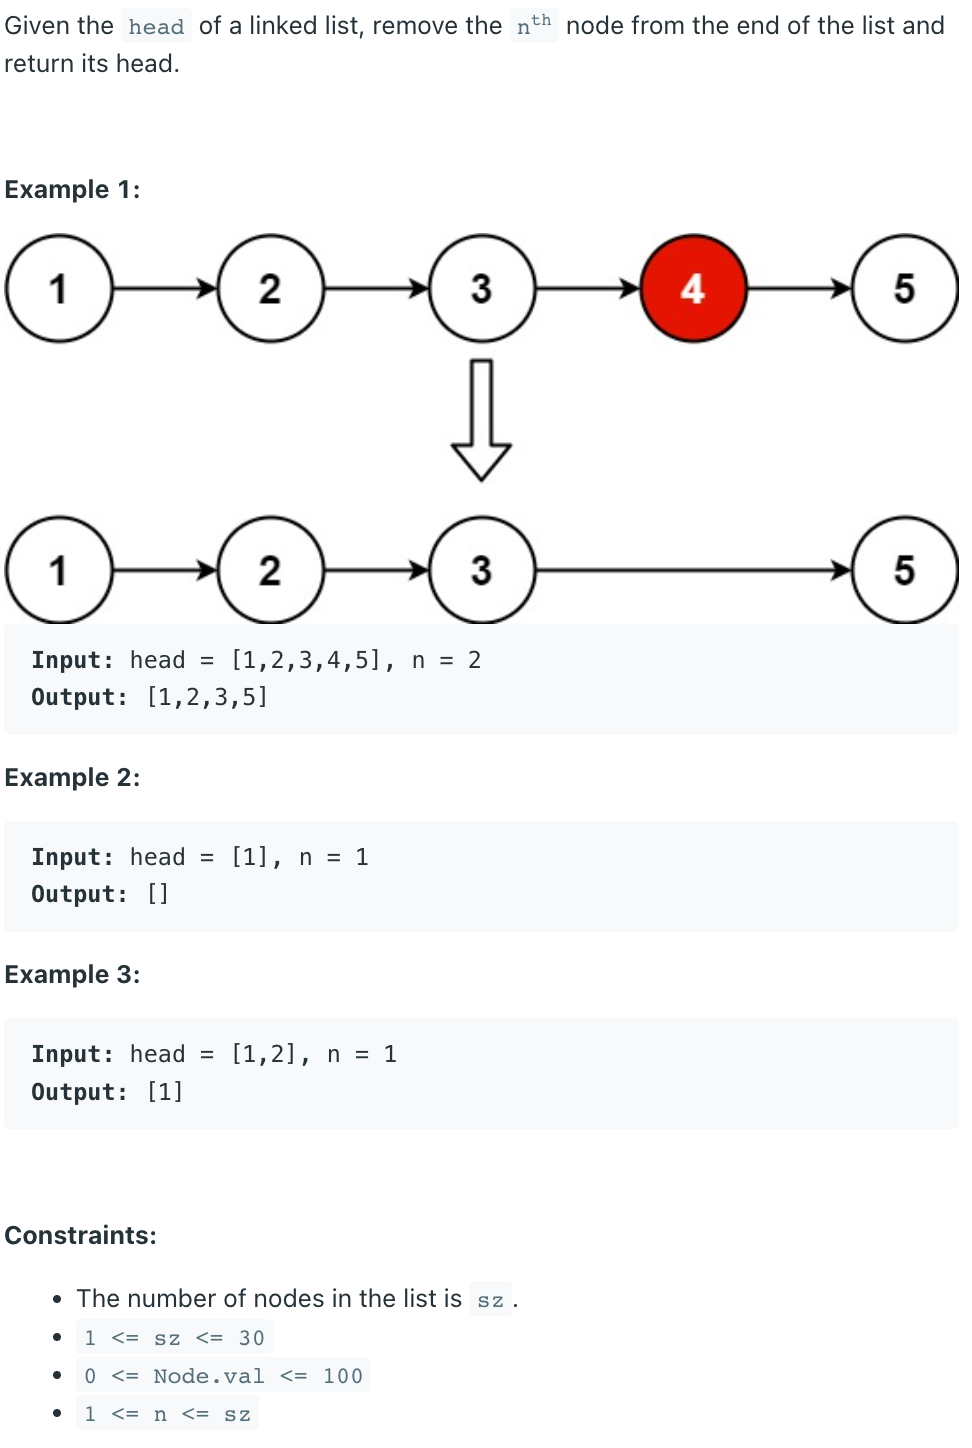 Given the head of a linked list, remove the nth node from the end of the list and
return its head.
Example 1:
1 2 3 4 5
1 2 3 5
Input: head = [1,2,3,4,5], n = 2
Output: [1,2,3,5]
Example 2:
Input: head = [1], n = 1
Output: []
Example 3:
Input: head = [1,2], n = 1
Output: [1]
Constraints:
• The number of nodes in the list is sz.
• 1 <= sz <= 30
• 0 <= Node.val <= 100
• 1 <= n <= sz